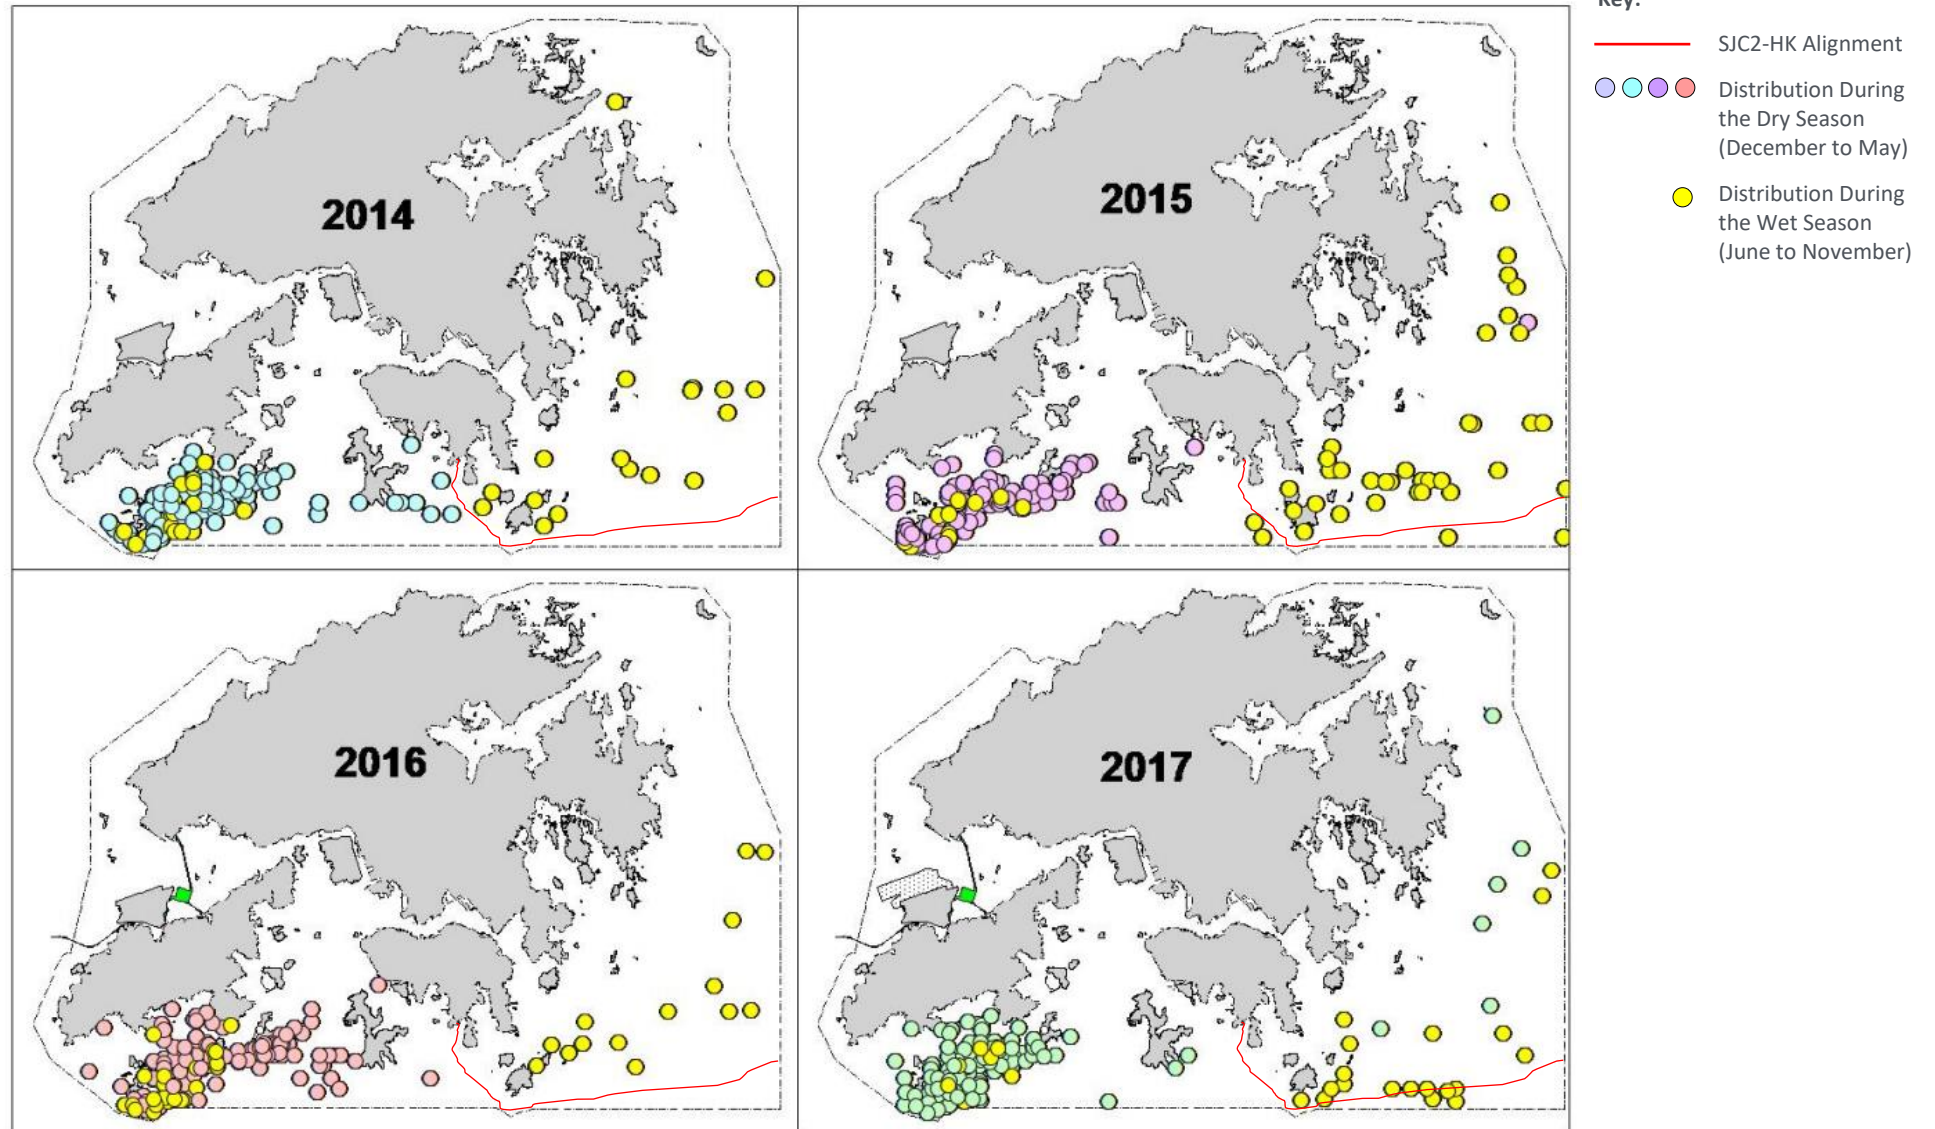 Key:
SJC2-HK Alignment
Distribution During
the Dry Season
(December to May)
Distribution During
the Wet Season
(June to November)
2014
2015
2016
2017